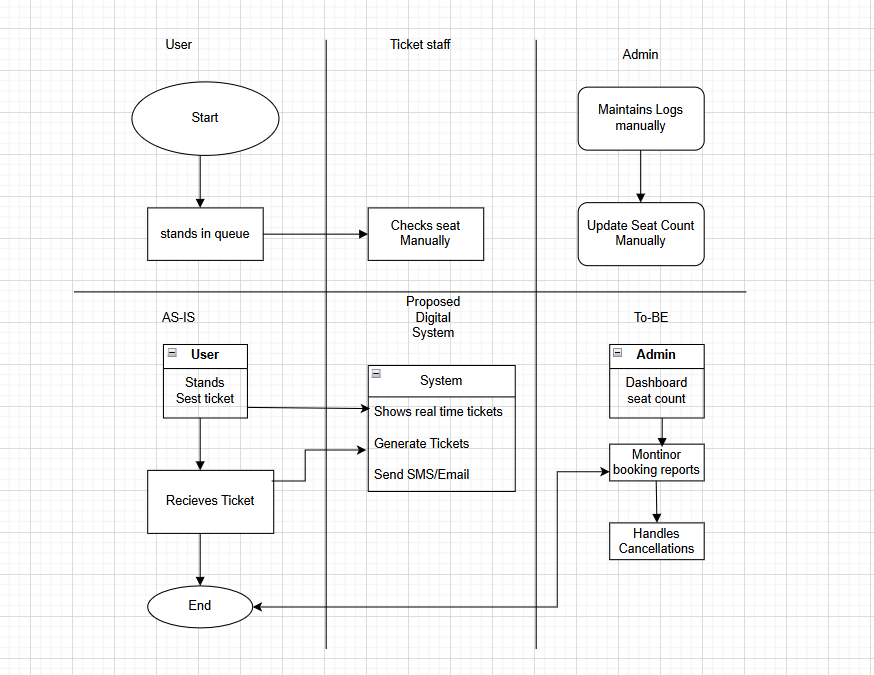 User
Ticket staff
Admin
Start
Maintains Logs
manually
stands in queue
Checks seat
Manually
Update Seat Count
Manually
AS-IS
Proposed
Digital
System
To-BE
User
Stands
Sest ticket
System
Shows real time tickets
Generate Tickets
Send SMS/Email
Admin
Dashboard
seat count
Recieves Ticket
Montinor
booking reports
Handles
Cancellations
End